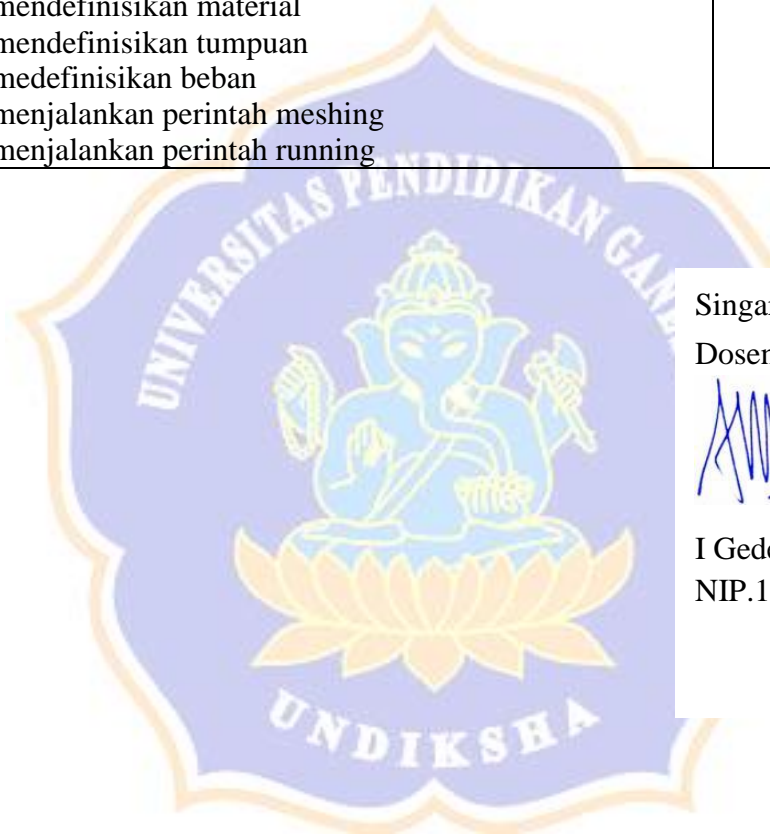 mendefinisikan material
mendefinisikan tumpuan
medefinisikan beban
menjalankan perintah meshing
menjalankan perintah running
UNIVERSITAS PENDIDIKAN GANE
Dosen
I Gede
NIP.1
UNDIKSHA